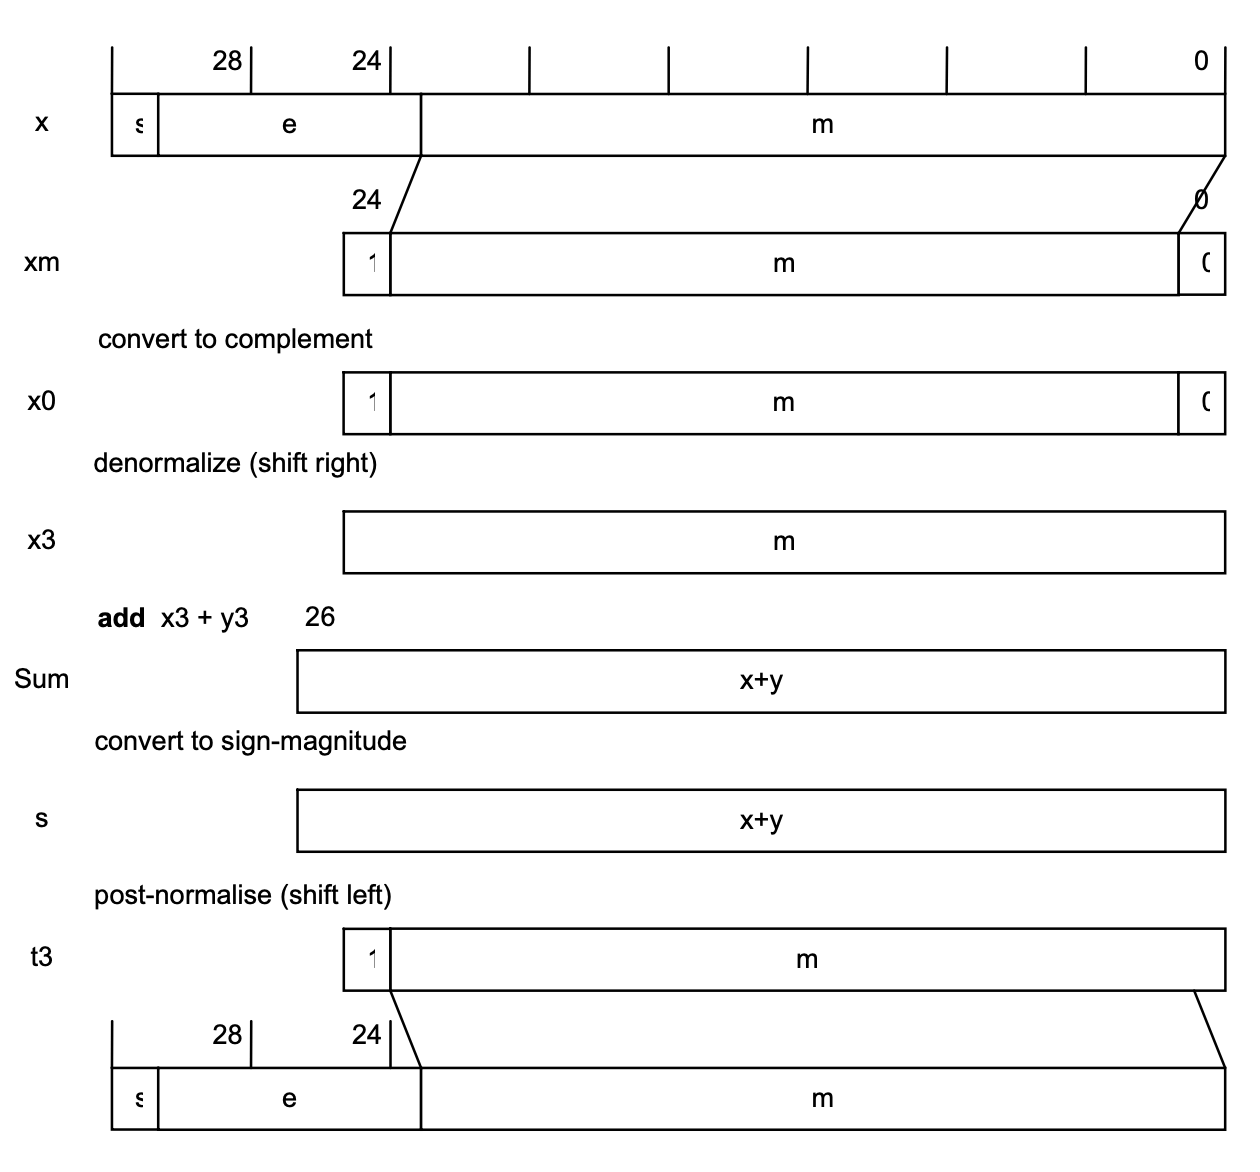 28 24 0
x s e m
24 0
xm 1 m 0
convert to complement
x0 1 m 0
denormalize (shift right)
x3 m
add x3 + y3 26
Sum x+y
convert to sign-magnitude
s x+y
post-normalise (shift left)
t3 1 m
28 24
s e m